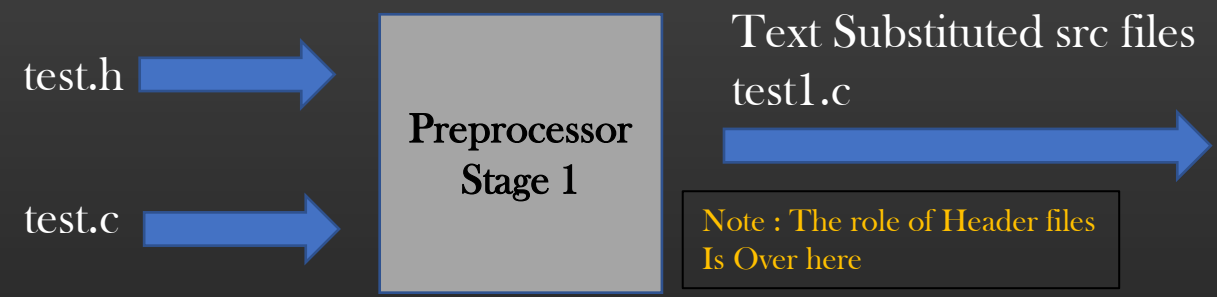 test.h
test.c
Preprocessor
Stage 1
Text Substituted src files
test1.c
Note : The role of Header files
Is Over here